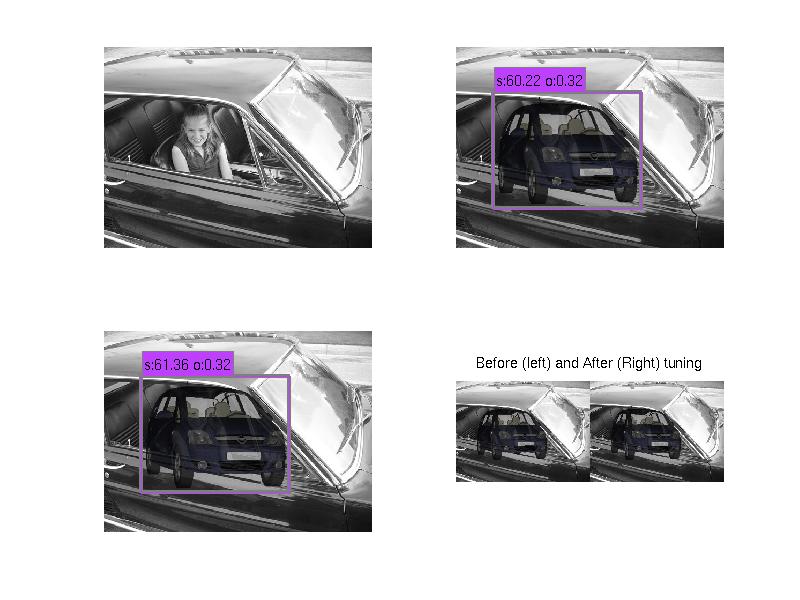 s:60.22 o:0.32
s:61.36 o:0.32
Before (left) and After (Right) tuning